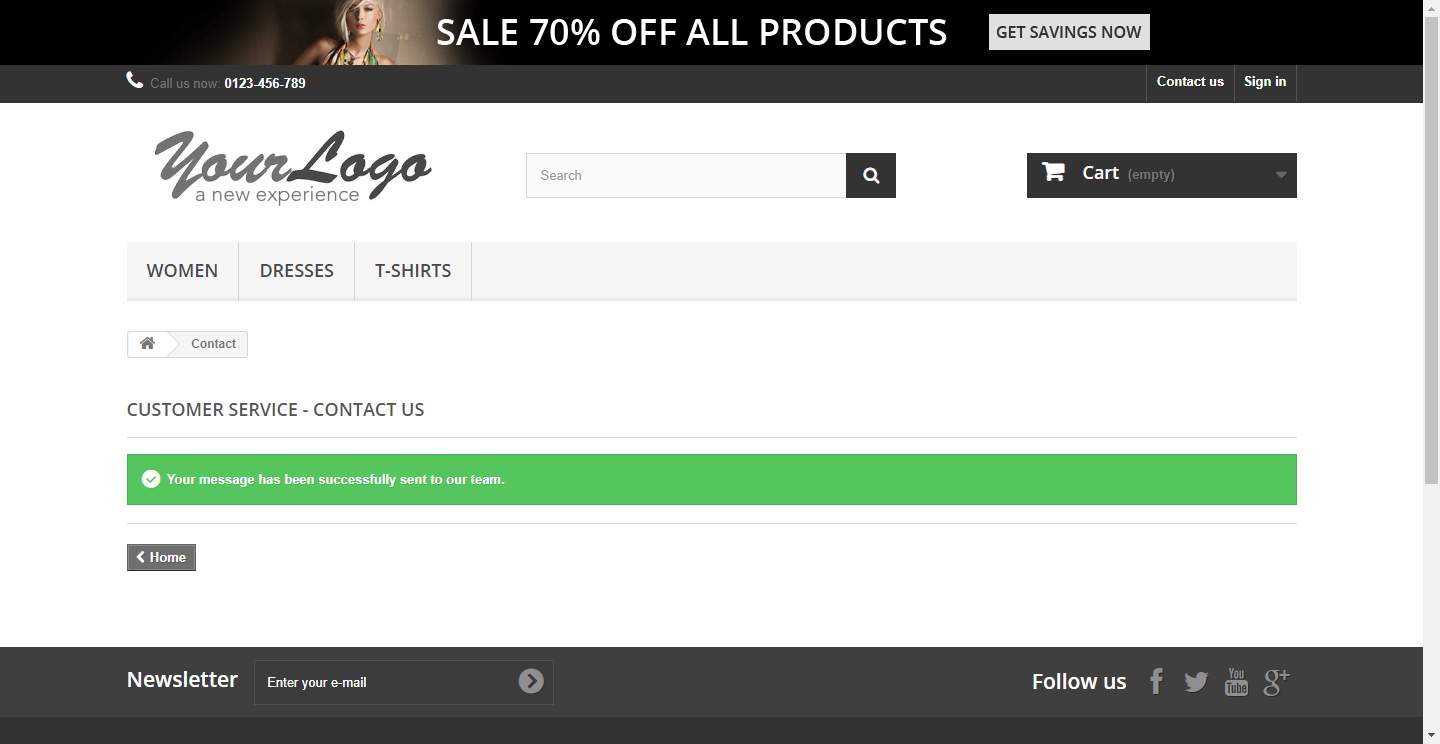 SALE 70% OFF ALL PRODUCTS GET SAVINGS NOW
Call us now: 0123-456-789 Contact us Sign in
YourLogo
a new experience
Search
Cart (empty)
WOMEN DRESSES T-SHIRTS
Contact
CUSTOMER SERVICE - CONTACT US
Your message has been successfully sent to our team.
Home
Newsletter Enter your e-mail Follow us You Tube g+